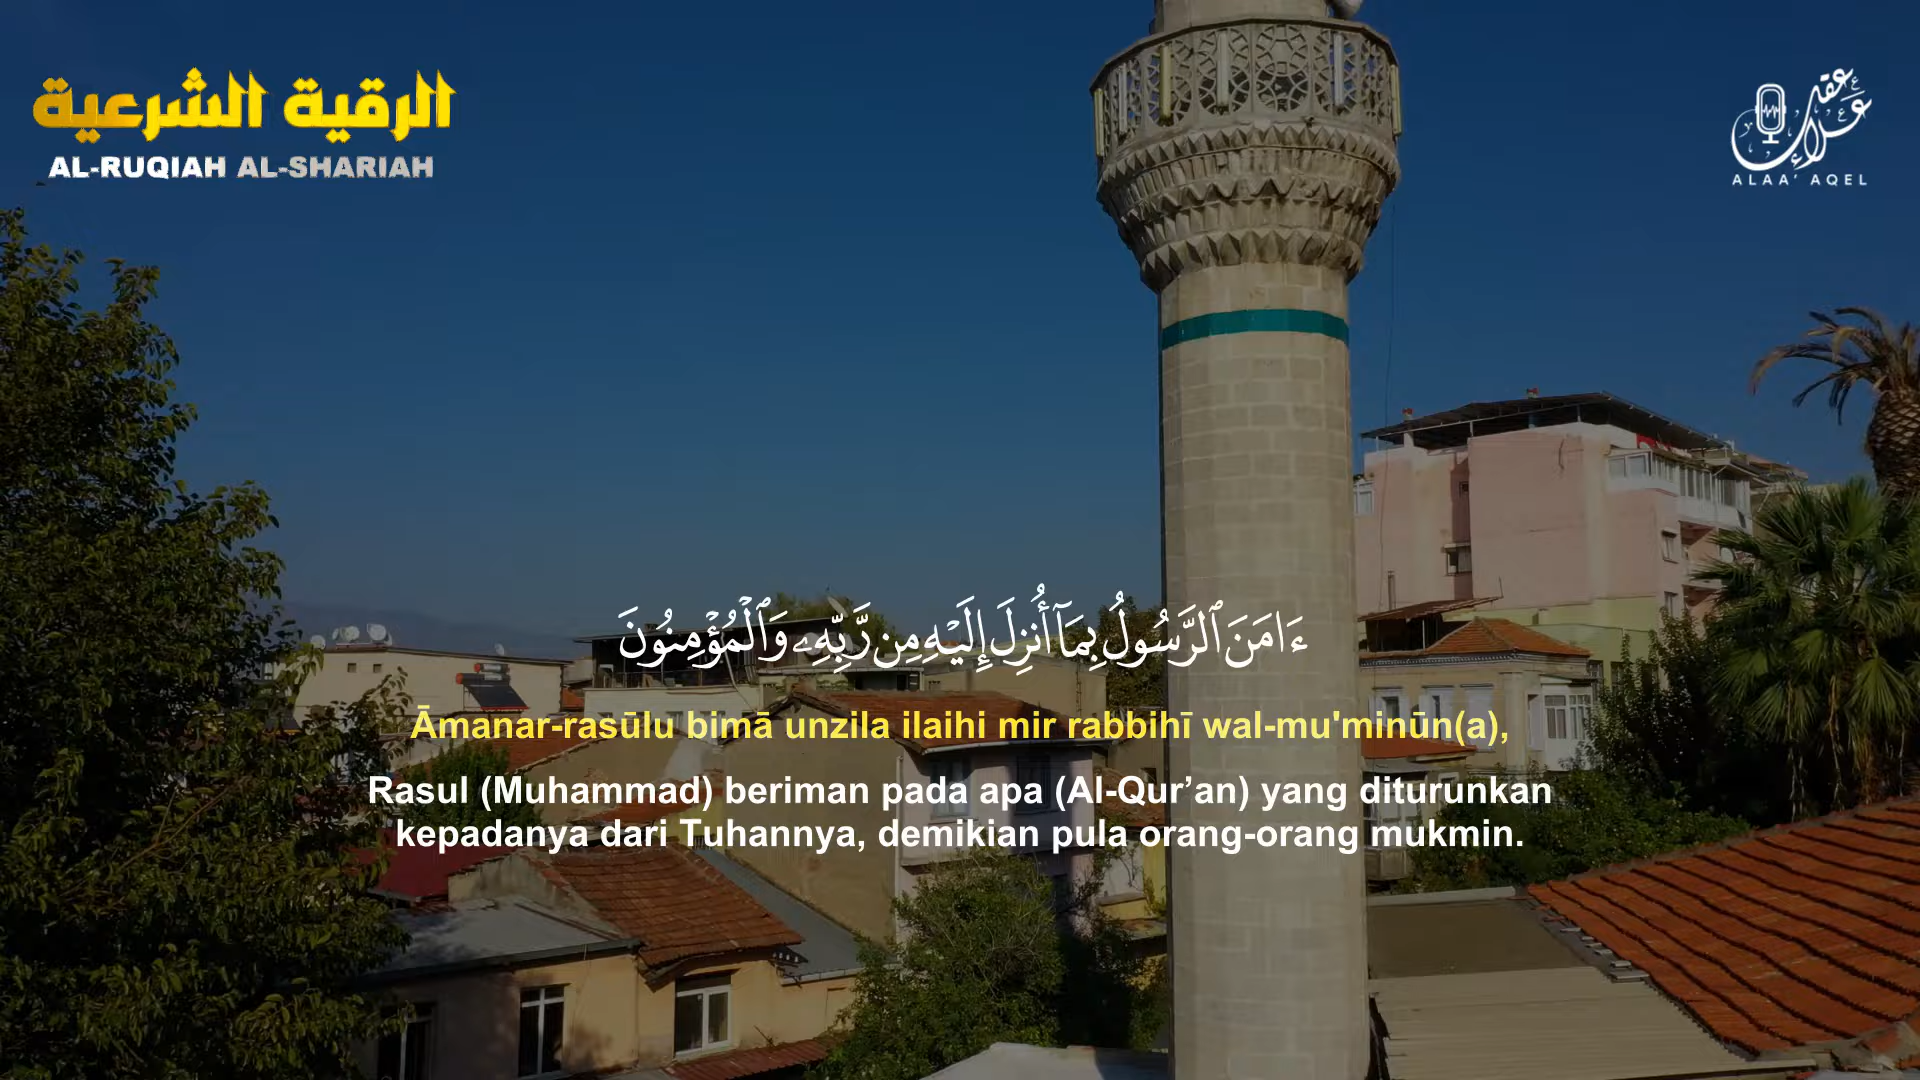 الرقية الشرعية
AL-RUQIAH AL-SHARIAH
علاء عقل
ALAA' AQEL
ءَامَنَ ٱلرَّسُولُ بِمَآ أُنزِلَ إِلَيْهِ مِن رَّبِّهِۦ وَٱلْمُؤْمِنُونَ
Āmanar-rasūlu bimā unzila ilaihi mir rabbihī wal-mu'minūn(a),
Rasul (Muhammad) beriman pada apa (Al-Qur’an) yang diturunkan
kepadanya dari Tuhannya, demikian pula orang-orang mukmin.